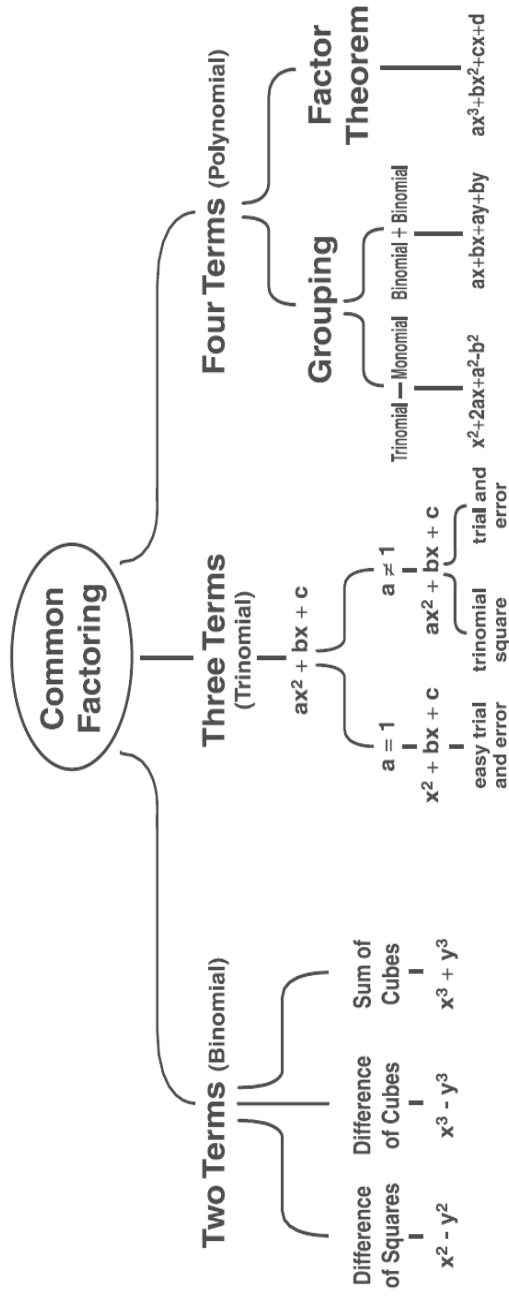 Common
Factoring
Two Terms (Binomial)
Difference
of Squares
x² - y²
Difference
of Cubes
x³ - y³
Sum of
Cubes
x³ + y³
Three Terms
(Trinomial)
ax² + bx + c
a = 1
x² + bx + c
easy trial
and error
a ≠ 1
ax² + bx + c
trinomial
square
trial and
error
Four Terms (Polynomial)
Grouping
Trinomial – Monomial
x²+2ax+a²-b²
Binomial + Binomial
ax+bx+ay+by
Factor
Theorem
ax³+bx²+cx+d